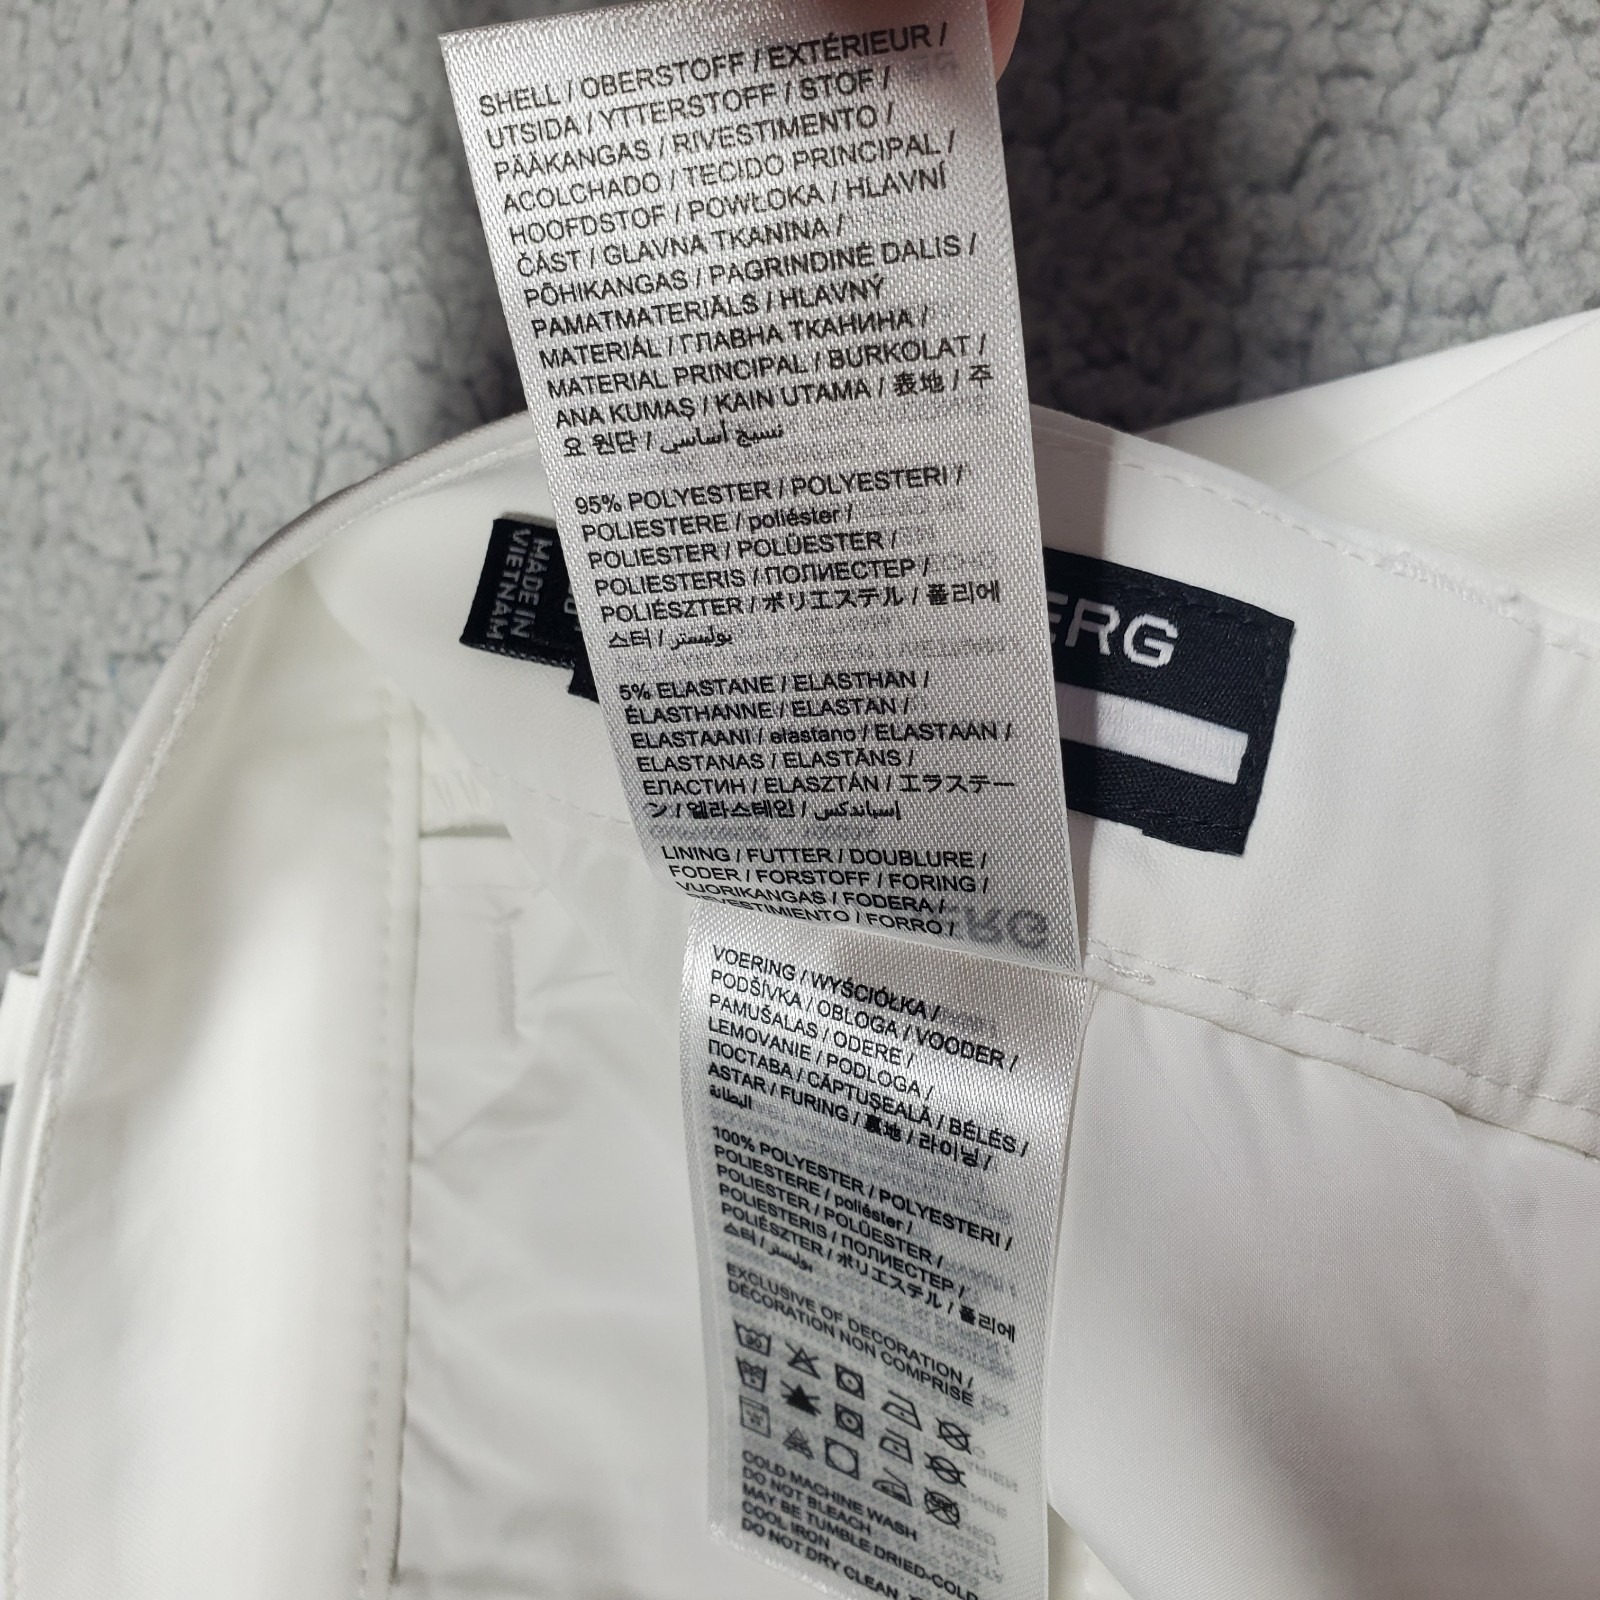 SHELL / OBERSTOFF / EXTÉRIEUR /
UTSIDA / YTTERSTOFF / STOF /
PÄÄKANGAS / RIVESTIMENTO /
ACOLCHADO / TECIDO PRINCIPAL /
HOOFDSTOF / POWŁOKA / HLAVNÍ
ČÁST / GLAVNA TKANINA /
PÕHIKANGAS / PAGRINDINĖ DALIS /
PAMATMATERIĀLS / HLAVNÝ
MATERIÁL / ГЛАВНА ТКАНИНА /
MATERIAL PRINCIPAL / BURKOLAT /
ANA KUMAŞ / KAIN UTAMA / 表地 / 주
요 원단 / نسيج أساسي
95% POLYESTER / POLYESTERI /
POLIESTERE / poliéster /
POLIESTER / POLÜESTER /
POLIESTERIS / ПОЛИЕСТЕР /
POLIÉSZTER / ポリエステル / 폴리에
스터 / بوليستر
5% ELASTANE / ELASTHAN /
ÉLASTHANNE / ELASTAN /
ELASTAANI / elastano / ELASTAAN /
ELASTANAS / ELASTĀNS /
ЕЛАСТИН / ELASZTÁN / エラステー
ン / 엘라스테인 / إسباندكس
LINING / FUTTER / DOUBLURE /
FODER / FORSTOFF / FORING /
VUORIKANGAS / FODERA /
REVESTIMIENTO / FORRO /
VOERING / WYŚCIÓŁKA /
PODŠÍVKA / OBLOGA / VOODER /
PAMUŠALAS / ODERE /
LEMOVANIE / PODLOGA /
ПОСТАВА / CĂPTUŞEALĂ / BÉLÉS /
ASTAR / FURING / 裏地 / 라이닝 /
البطانة
100% POLYESTER / POLYESTERI /
POLIESTERE / poliéster /
POLIESTER / POLÜESTER /
POLIESTERIS / ПОЛИЕСТЕР /
POLIÉSZTER / ポリエステル / 폴리에
스터 / بوليستر
EXCLUSIVE OF DECORATION /
DÉCORATION NON COMPRISE
COLD MACHINE WASH
DO NOT BLEACH
MAY BE TUMBLE DRIED-COLD
COOL IRON
DO NOT DRY CLEAN
MADE IN
VIETNAM
ERG